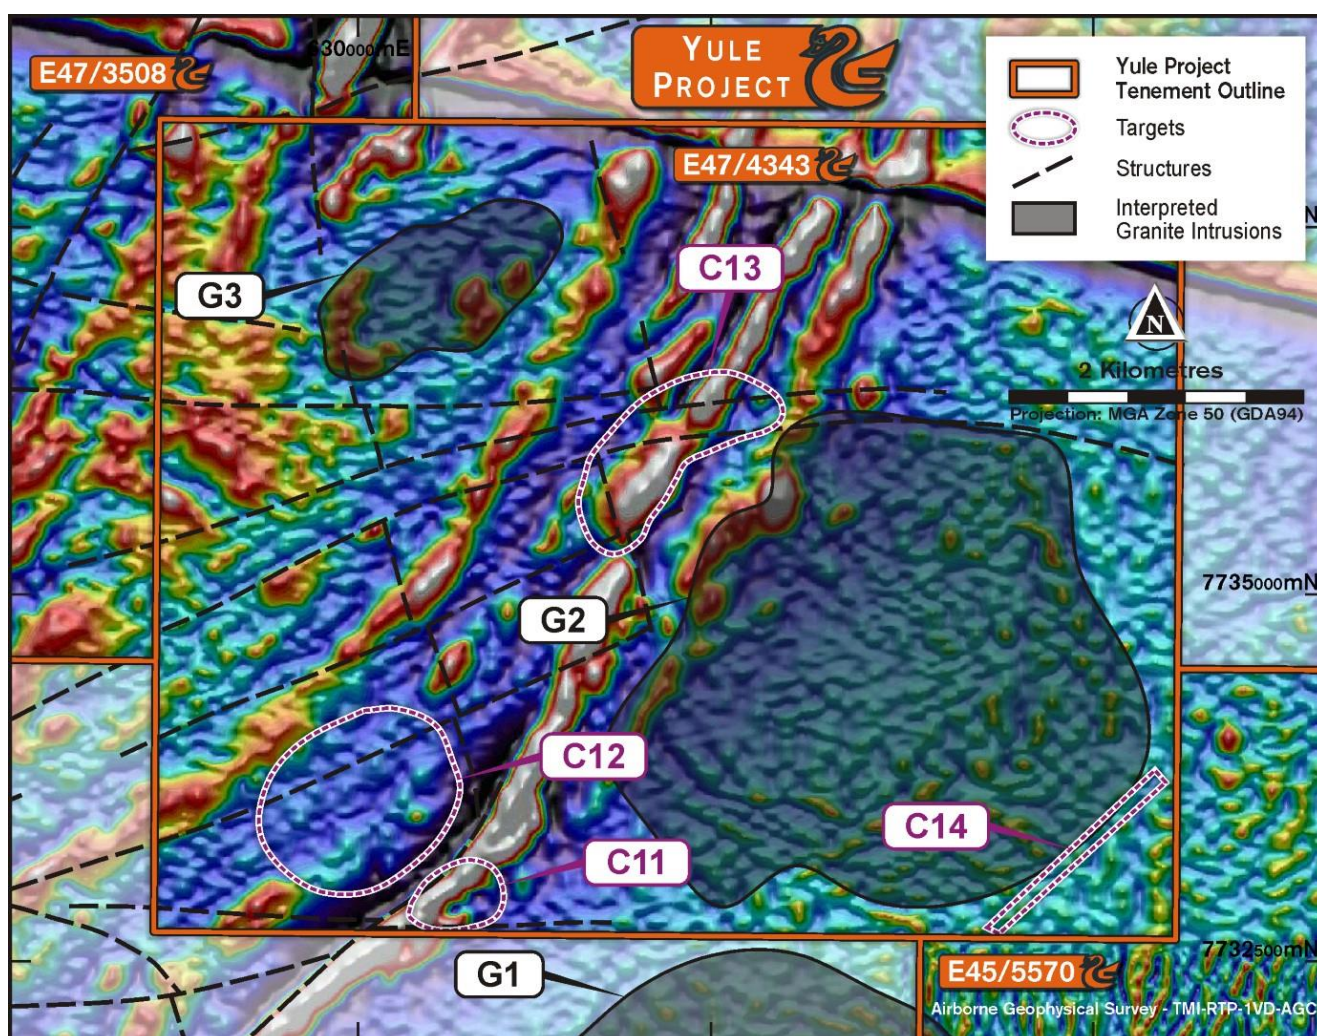 E47/3508
30000mE
YULE
PROJECT
Yule Project
Tenement Outline
Targets
Structures
Interpreted
Granite Intrusions
E47/4343
N
C13
G3
N
2 Kilometres
Projection: MGA Zone 50 (GDA94)
7735000mN
G2
C12
C14
C11
7732500mN
G1
E45/5570
Airborne Geophysical Survey - TMI-RTP-1VD-AGC